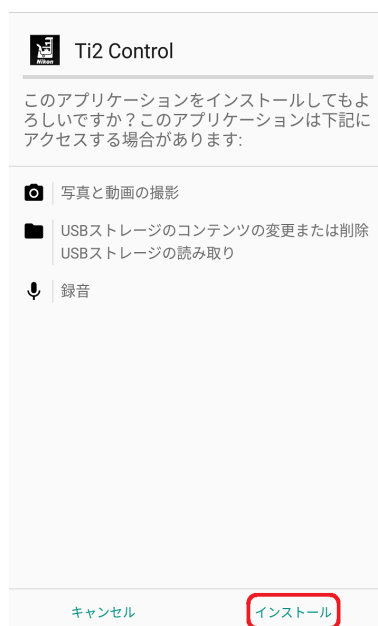 Nikon
Ti2 Control
このアプリケーションをインストールしてもよ
ろしいですか？このアプリケーションは下記に
アクセスする場合があります:
写真と動画の撮影
USBストレージのコンテンツの変更または削除
USBストレージの読み取り
録音
キャンセル
インストール